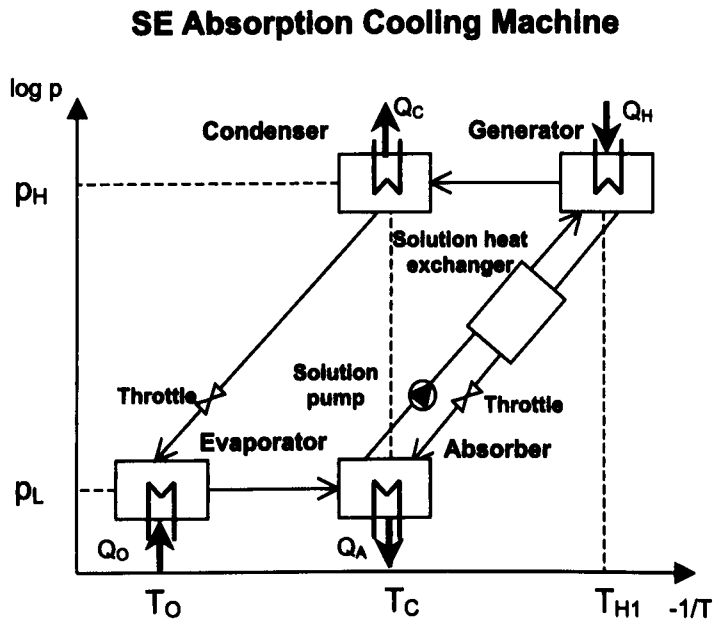 SE Absorption Cooling Machine
log p
Condenser
QC
Generator
QH
pH
Solution heat
exchanger
Throttle
Solution
pump
Throttle
Evaporator
Absorber
pL
QO
QA
TO
TC
TH1
-1/T